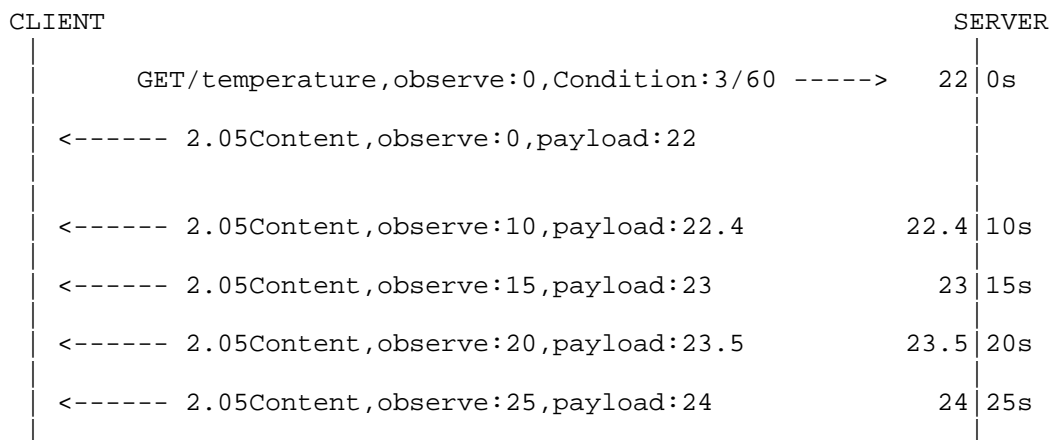 CLIENT SERVER
GET/temperature,observe:0,Condition:3/60 -----> 22|0s
<------ 2.05Content,observe:0,payload:22
<------ 2.05Content,observe:10,payload:22.4 22.4|10s
<------ 2.05Content,observe:15,payload:23 23|15s
<------ 2.05Content,observe:20,payload:23.5 23.5|20s
<------ 2.05Content,observe:25,payload:24 24|25s